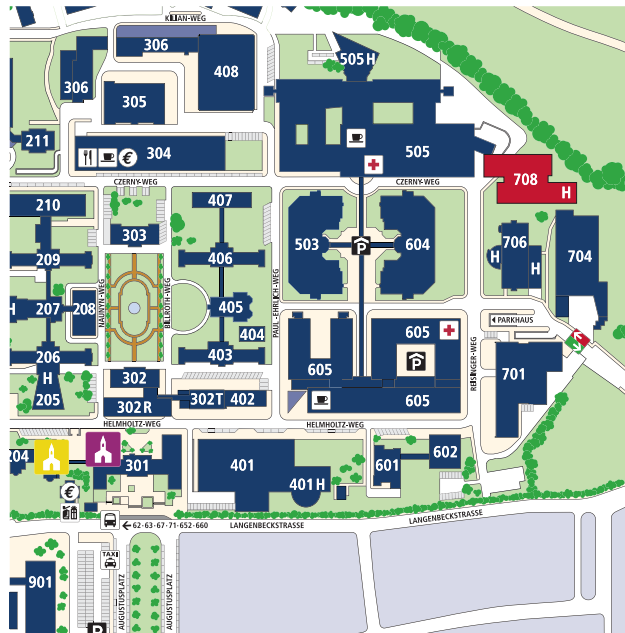 KILIAN-WEG
306
306
408
505 H
305
211
304
€
505
CZERNY-WEG
CZERNY-WEG
708
H
210
407
303
503
P
604
706
H
H
704
209
406
NAUNYN-WEG
BILLROTH-WEG
PAUL-EHRLICH-WEG
H
207
208
405
404
PARKHAUS
206
403
605
605
P
REISINGER-WEG
701
H
205
302
302 R
302T
402
605
HELMHOLTZ-WEG
HELMHOLTZ-WEG
204
301
401
401 H
601
602
€
62·63·67·71·652·660
LANGENBECKSTRASSE
LANGENBECKSTRASSE
TAXI
901
AUGUSTUSPLATZ
AUGUSTUSPLATZ
P